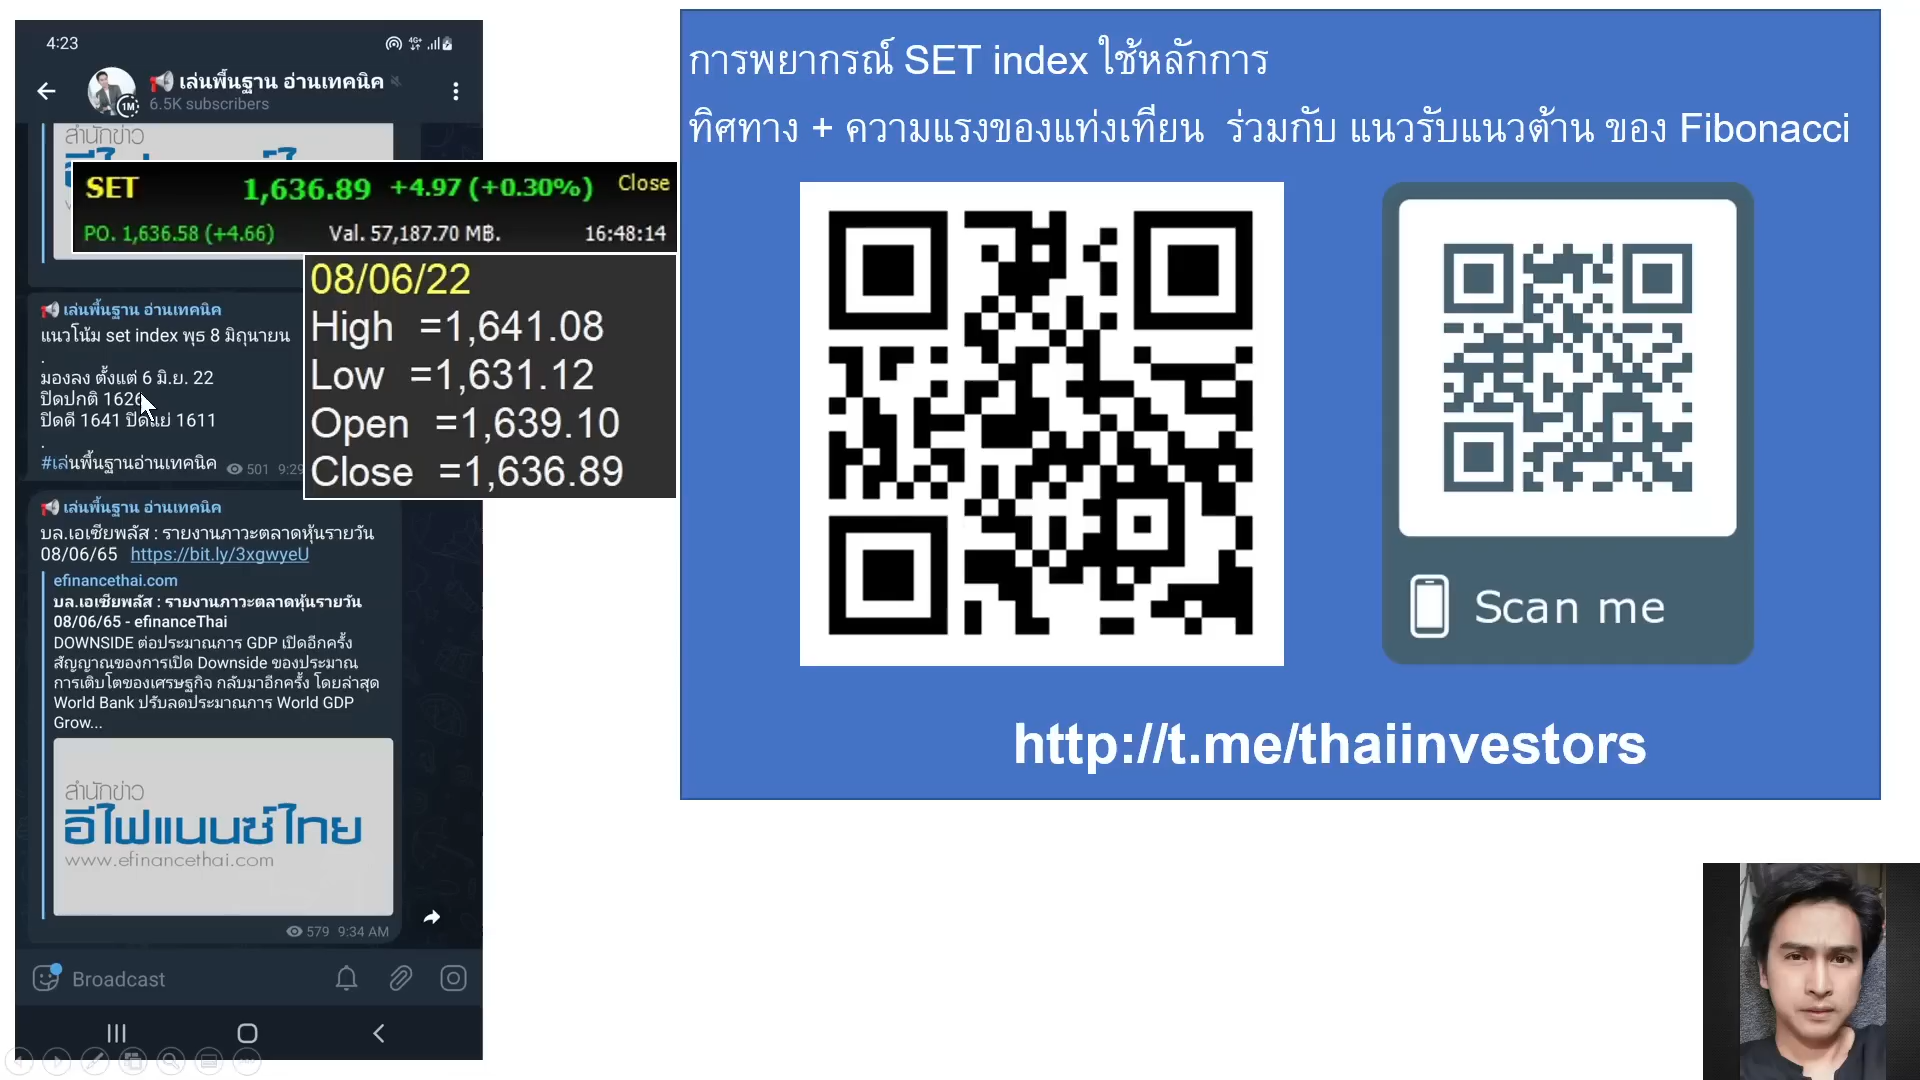 4:23
4G+
📢 เล่นพื้นฐาน อ่านเทคนิค
1M
6.5K subscribers
สำนักข่าว
SET 1,636.89 +4.97 (+0.30%) Close
PO. 1,636.58 (+4.66) Val. 57,187.70 M฿. 16:48:14
08/06/22
High =1,641.08
Low =1,631.12
Open =1,639.10
Close =1,636.89
📢 เล่นพื้นฐาน อ่านเทคนิค
แนวโน้ม set index พุธ 8 มิถุนายน
.
มองลง ตั้งแต่ 6 มิ.ย. 22
ปิดปกติ 1626
ปิดดี 1641 ปิดแย่ 1611
.
#เล่นพื้นฐานอ่านเทคนิค 501 9:29
📢 เล่นพื้นฐาน อ่านเทคนิค
บล.เอเซียพลัส : รายงานภาวะตลาดหุ้นรายวัน
08/06/65 https://bit.ly/3xgwyeU
efinancethai.com
บล.เอเซียพลัส : รายงานภาวะตลาดหุ้นรายวัน
08/06/65 - efinanceThai
DOWNSIDE ต่อประมาณการ GDP เปิดอีกครั้ง
สัญญาณของการเปิด Downside ของประมาณ
การเติบโตของเศรษฐกิจ กลับมาอีกครั้ง โดยล่าสุด
World Bank ปรับลดประมาณการ World GDP
Grow...
สำนักข่าว
อีไฟแนนซ์ไทย
www.efinancethai.com
579 9:34 AM
Broadcast
การพยากรณ์ SET index ใช้หลักการ
ทิศทาง + ความแรงของแท่งเทียน ร่วมกับ แนวรับแนวต้าน ของ Fibonacci
Scan me
http://t.me/thaiinvestors